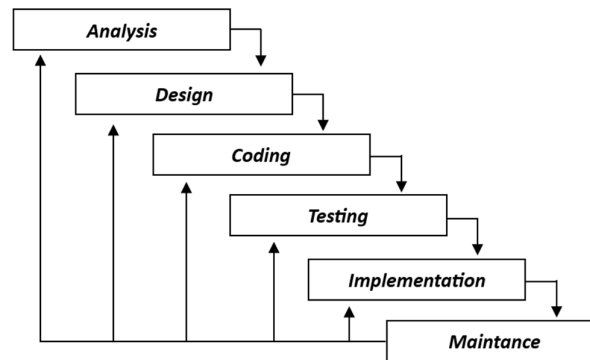 Analysis
Design
Coding
Testing
Implementation
Maintance